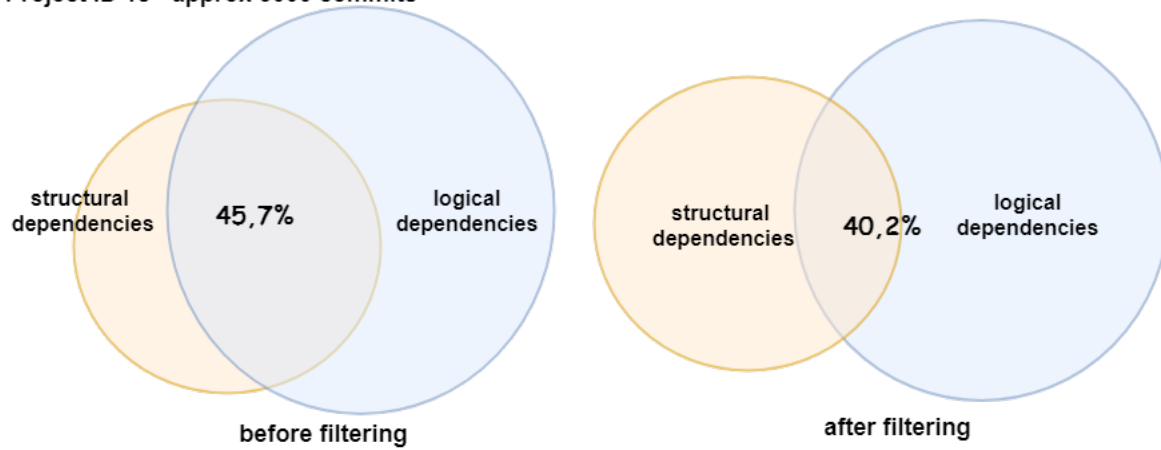 structural
dependencies
45,7%
logical
dependencies
before filtering
structural
dependencies
40,2%
logical
dependencies
after filtering